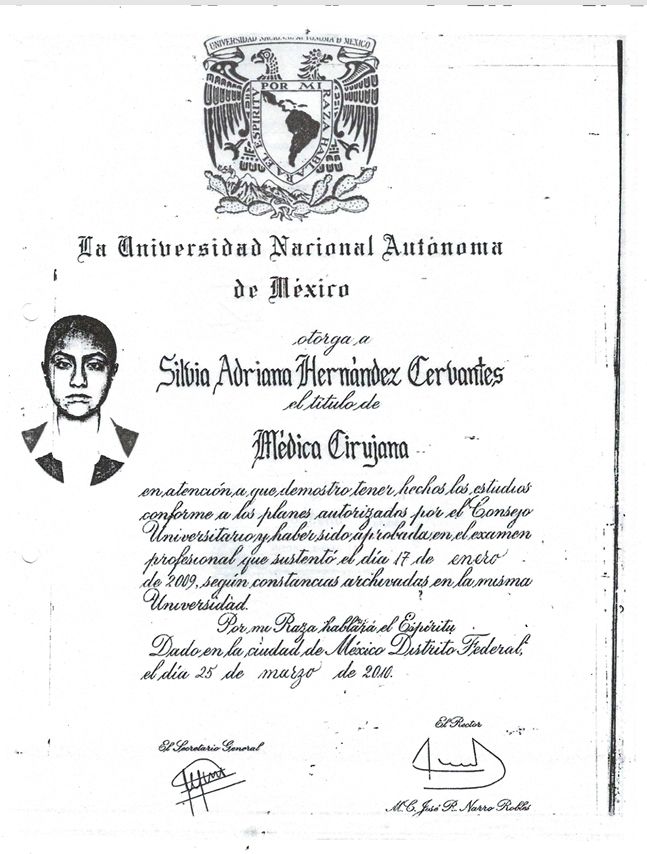 UNIVERSIDAD NACIONAL AUTONOMA D MEXICO
POR MI RAZA HABLARA EL ESPIRITU
La Universidad Nacional Autónoma
de México
otorga a
Silvia Adriana Hernández Cervantes
el título de
Médica Cirujana
en atención a que demostro tener hechos los estudios
conforme a los planes autorizados por el Consejo
Universitario y haber sido aprobada en el examen
profesional que sustentó el día 17 de enero
de 2009, según constancias archivadas en la misma
Universidad.
Por mi Raza hablará el Espíritu
Dado en la ciudad de México Distrito Federal,
el día 25 de marzo de 2010.
El Rector
El Secretario General
M.C. José R. Narro Robles